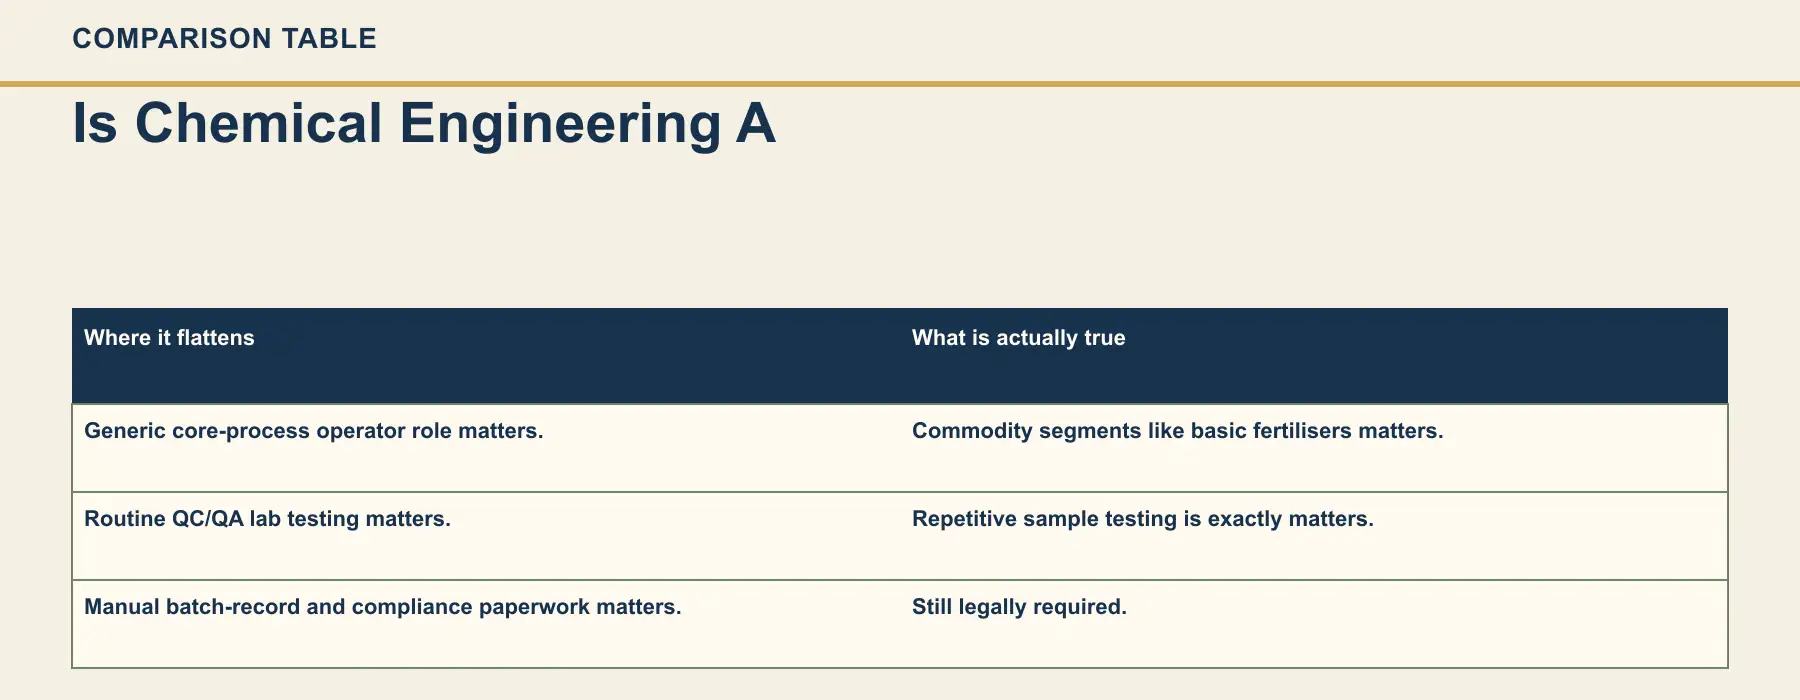 COMPARISON TABLE
Is Chemical Engineering A
Where it flattens
What is actually true
Generic core-process operator role matters.
Commodity segments like basic fertilisers matters.
Routine QC/QA lab testing matters.
Repetitive sample testing is exactly matters.
Manual batch-record and compliance paperwork matters.
Still legally required.